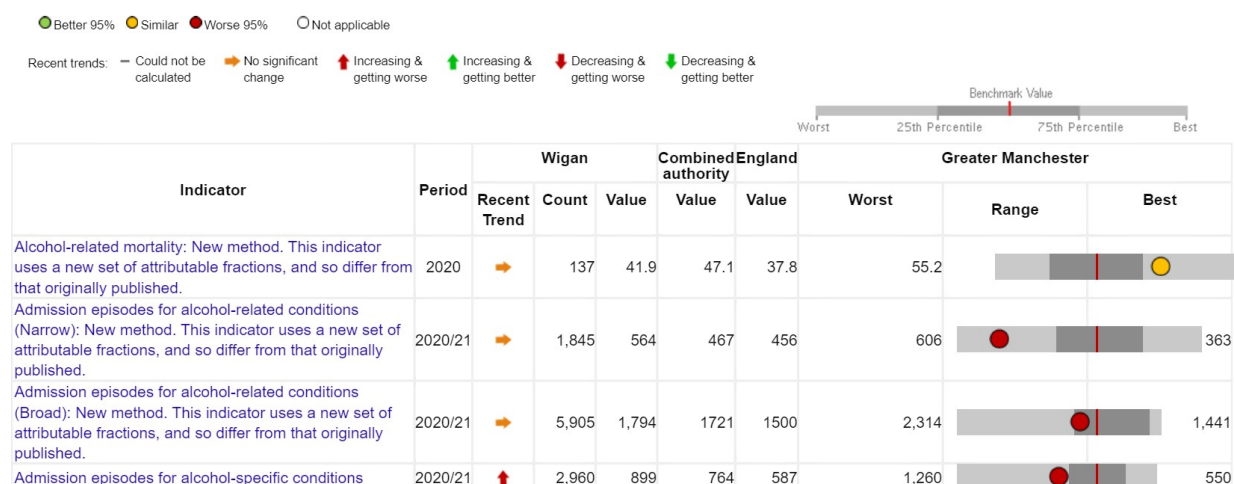 Better 95% Similar Worse 95% Not applicable
Recent trends: – Could not be calculated No significant change Increasing & getting worse Increasing & getting better Decreasing & getting worse Decreasing & getting better
Benchmark Value
Worst 25th Percentile 75th Percentile Best
Indicator Period Wigan Combined authority England Greater Manchester
Recent Trend Count Value Value Value Worst Range Best
Alcohol-related mortality: New method. This indicator
uses a new set of attributable fractions, and so differ from 2020 137 41.9 47.1 37.8 55.2
that originally published.
Admission episodes for alcohol-related conditions
(Narrow): New method. This indicator uses a new set of
attributable fractions, and so differ from that originally 2020/21 1,845 564 467 456 606 363
published.
Admission episodes for alcohol-related conditions
(Broad): New method. This indicator uses a new set of
attributable fractions, and so differ from that originally 2020/21 5,905 1,794 1721 1500 2,314 1,441
published.
Admission episodes for alcohol-specific conditions 2020/21 2,960 899 764 587 1,260 550